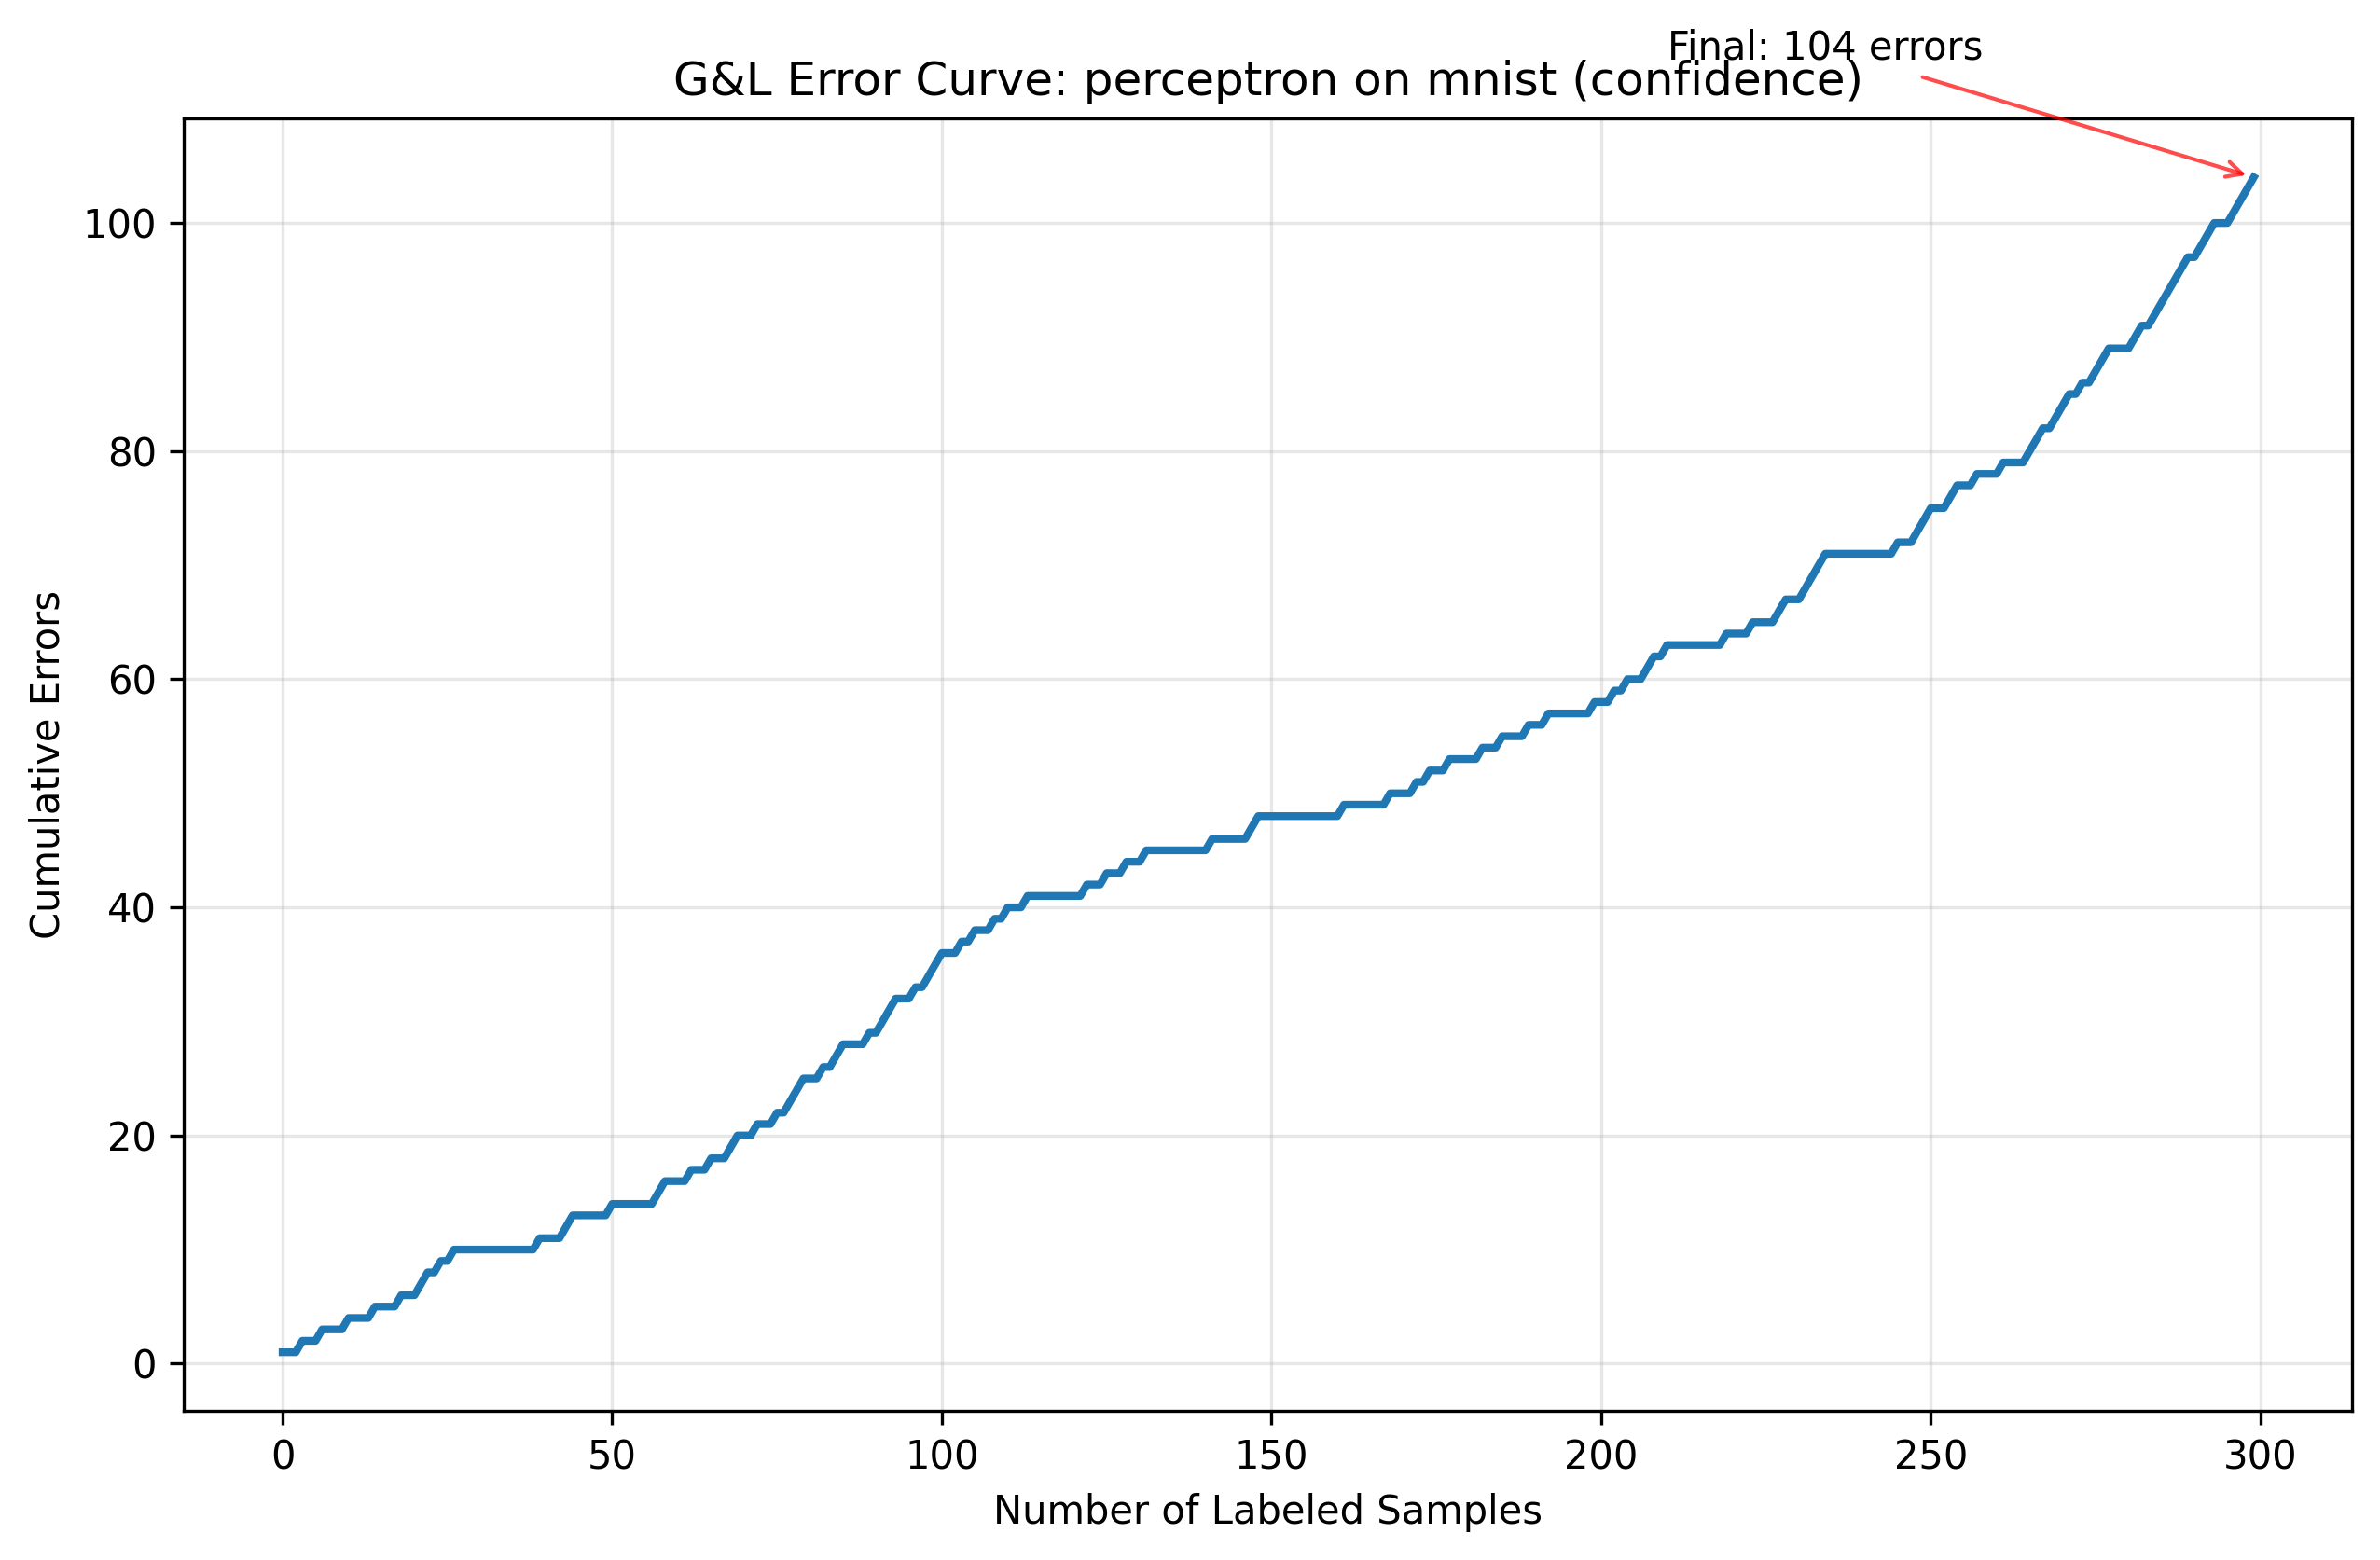 Final: 104 errors
G&L Error Curve: perceptron on mnist (confidence)
100
80
60
40
20
0
Cumulative Errors
0 50 100 150 200 250 300
Number of Labeled Samples